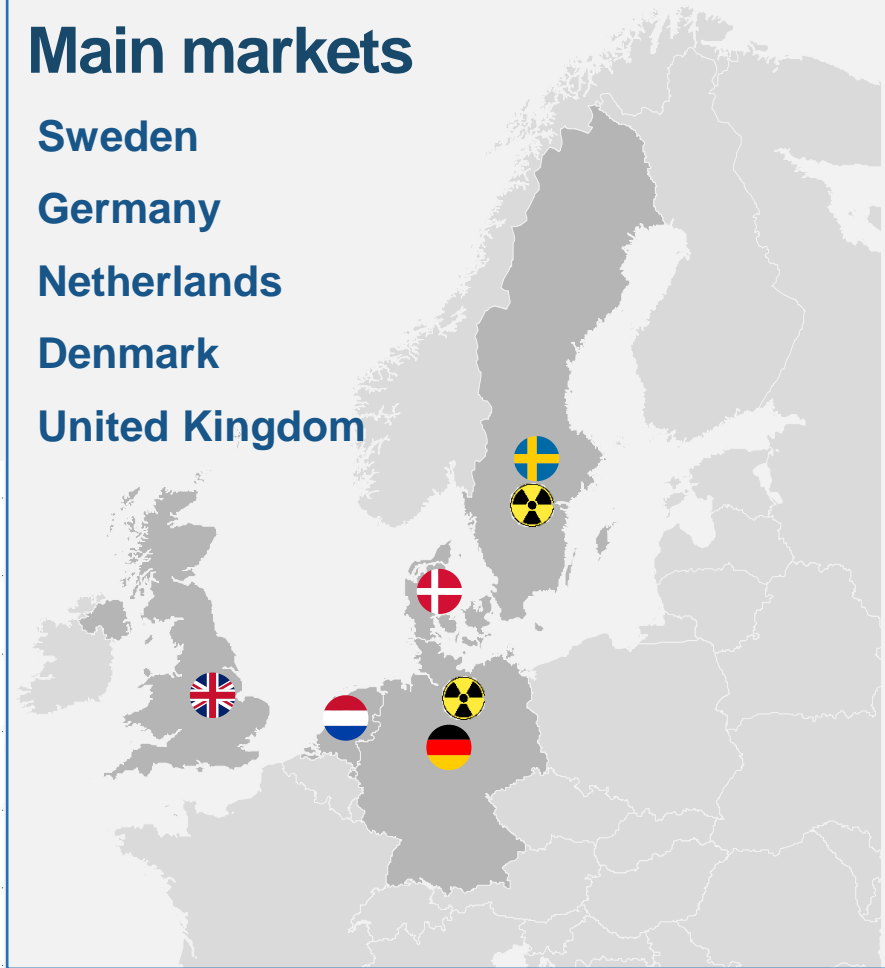 Main markets
Sweden
Germany
Netherlands
Denmark
United Kingdom